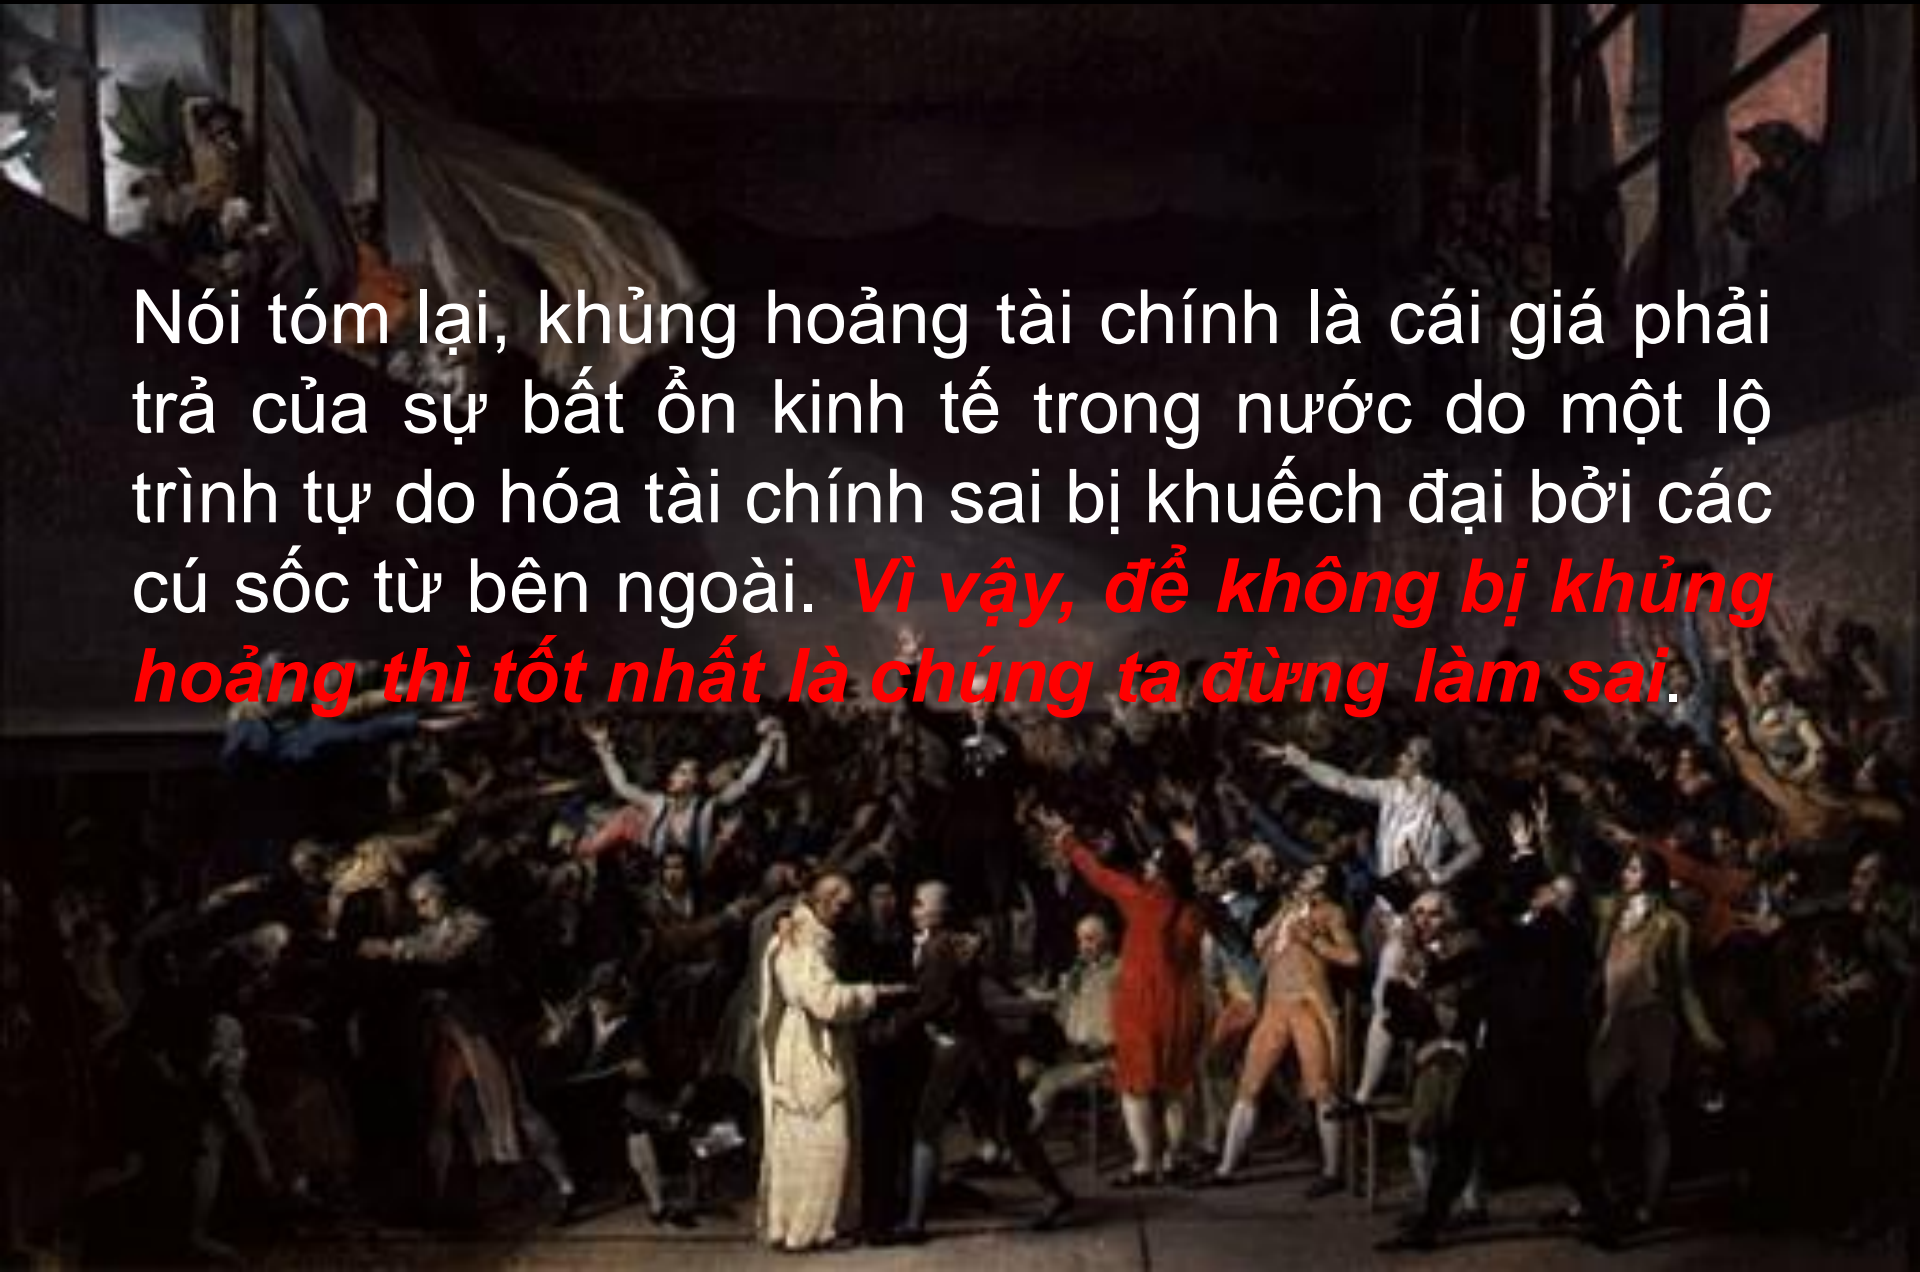 Nói tóm lại, khủng hoảng tài chính là cái giá phải
trả của sự bất ổn kinh tế trong nước do một lộ
trình tự do hóa tài chính sai bị khuếch đại bởi các
cú sốc từ bên ngoài. Vì vậy, để không bị khủng
hoảng thì tốt nhất là chúng ta đừng làm sai.